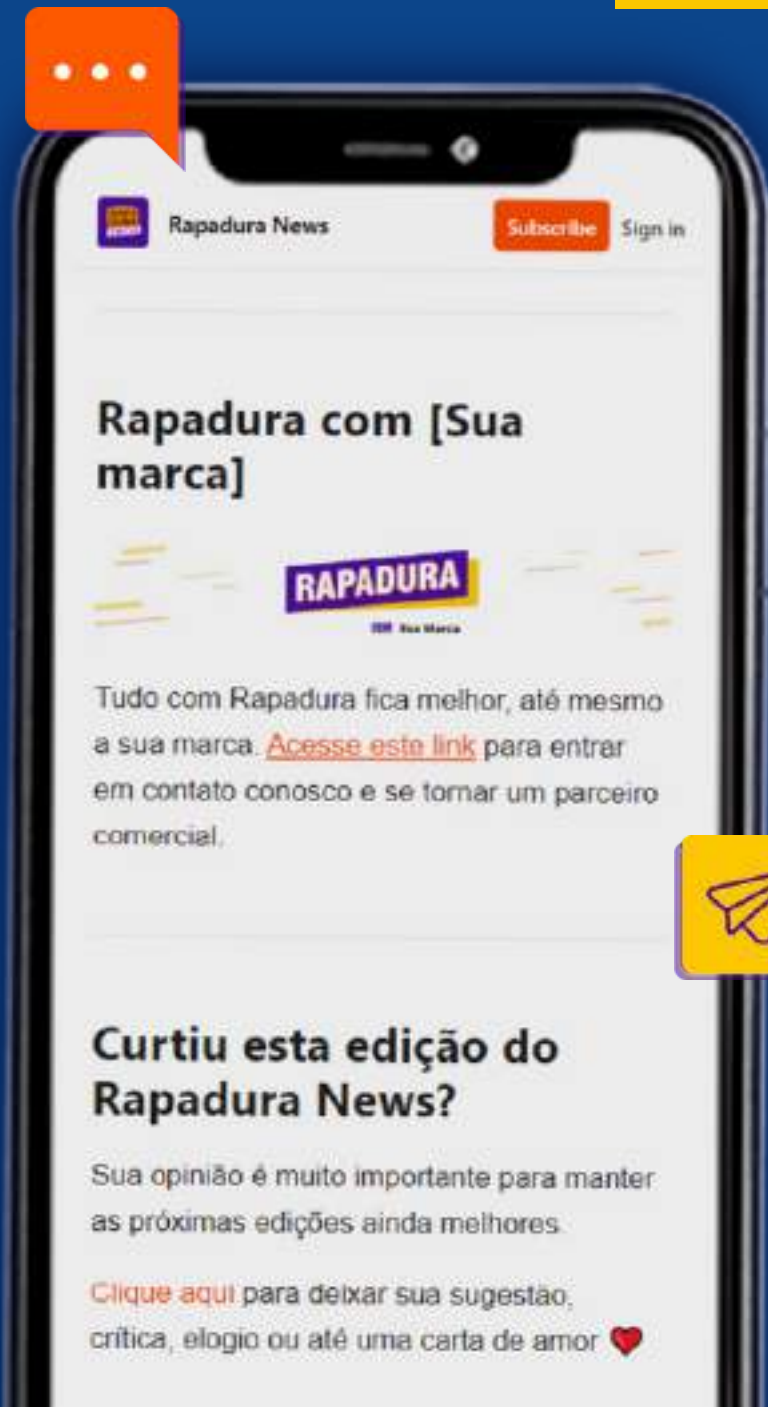 Rapadura News
Subscribe
Sign in
Rapadura com [Sua
marca]
RAPADURA
Sua Marca
Tudo com Rapadura fica melhor, até mesmo
a sua marca. Acesse este link para entrar
em contato conosco e se tornar um parceiro
comercial.
Curtiu esta edição do
Rapadura News?
Sua opinião é muito importante para manter
as próximas edições ainda melhores.
Clique aqui para deixar sua sugestão,
crítica, elogio ou até uma carta de amor ❤